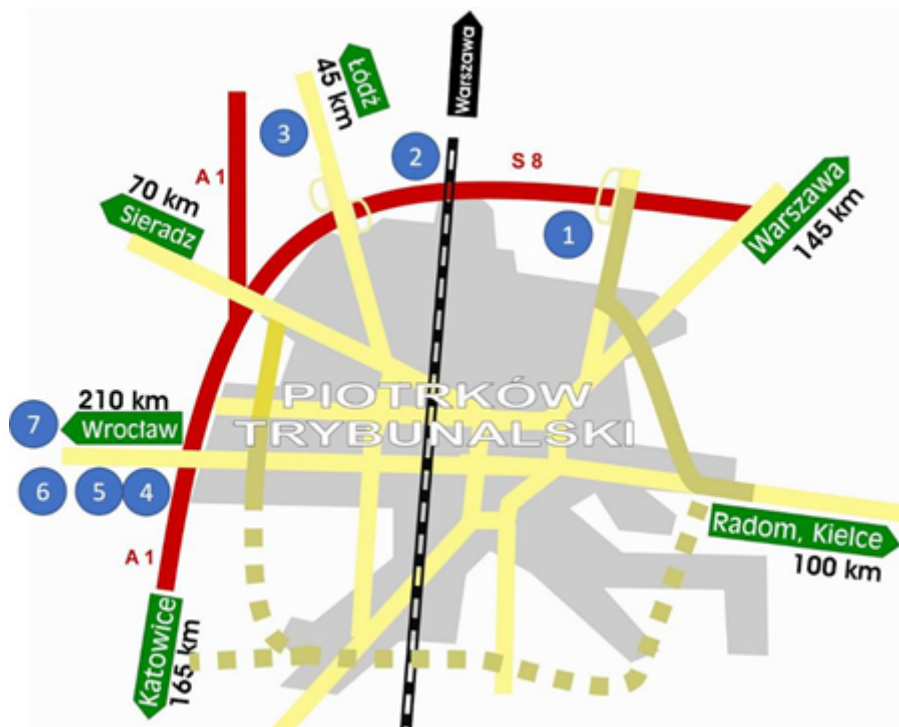 Warszawa
Łódź
45 km
3
2
S 8
A 1
70 km
Sieradz
1
Warszawa
145 km
PIOTRKÓW
TRYBUNALSKI
210 km
7
Wrocław
6
5
4
Radom, Kielce
100 km
A 1
Katowice
165 km